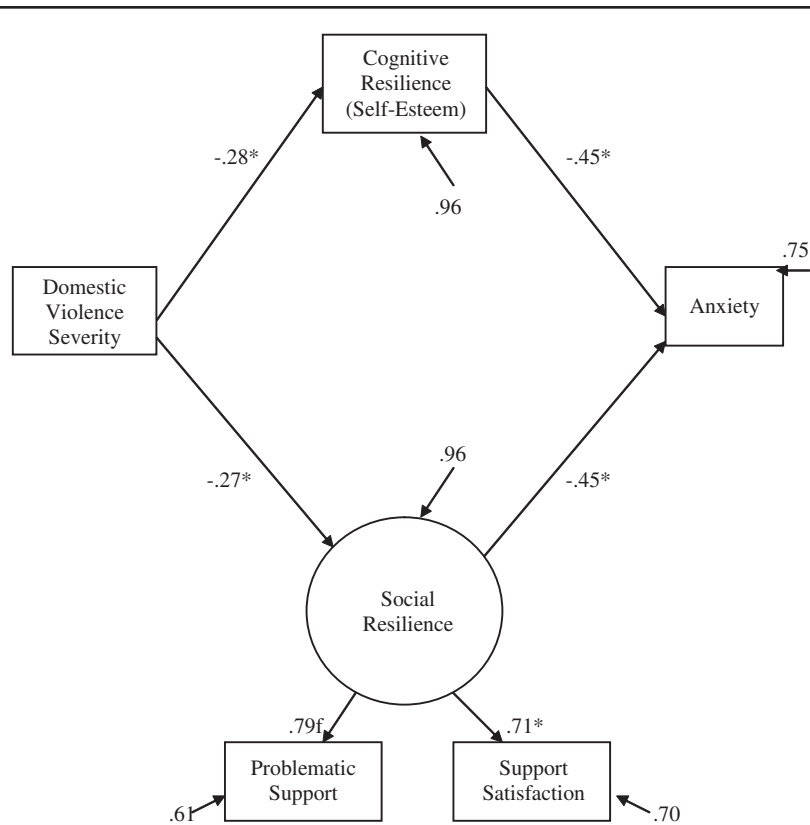 Cognitive
Resilience
(Self-Esteem)
-.28*
-.45*
.96
.75
Domestic
Violence
Severity
Anxiety
.96
-.27*
-.45*
Social
Resilience
.79f
.71*
Problematic
Support
Support
Satisfaction
.61
.70